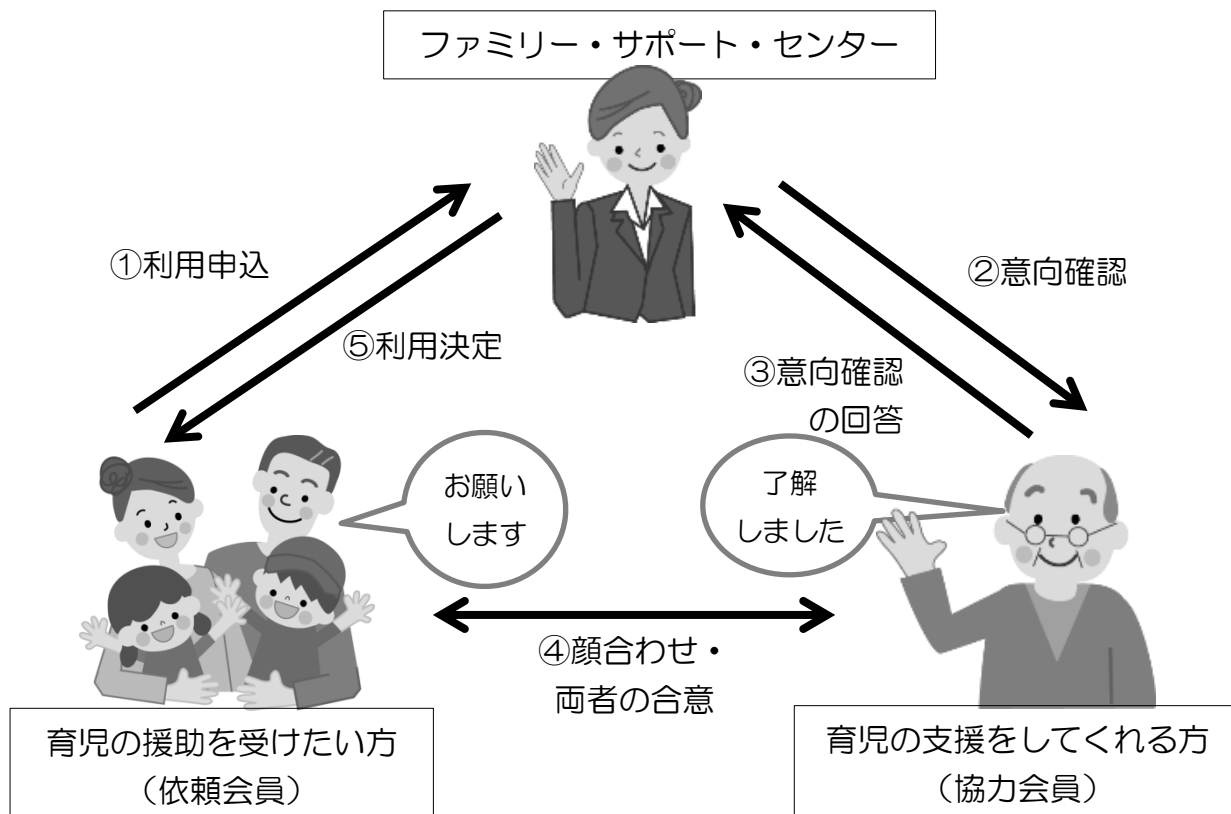 ファミリー・サポート・センター
①利用申込
②意向確認
⑤利用決定
③意向確認
の回答
お願い
します
了解
しました
④顔合わせ・
両者の合意
育児の援助を受けたい方
（依頼会員）
育児の支援をしてくれる方
（協力会員）